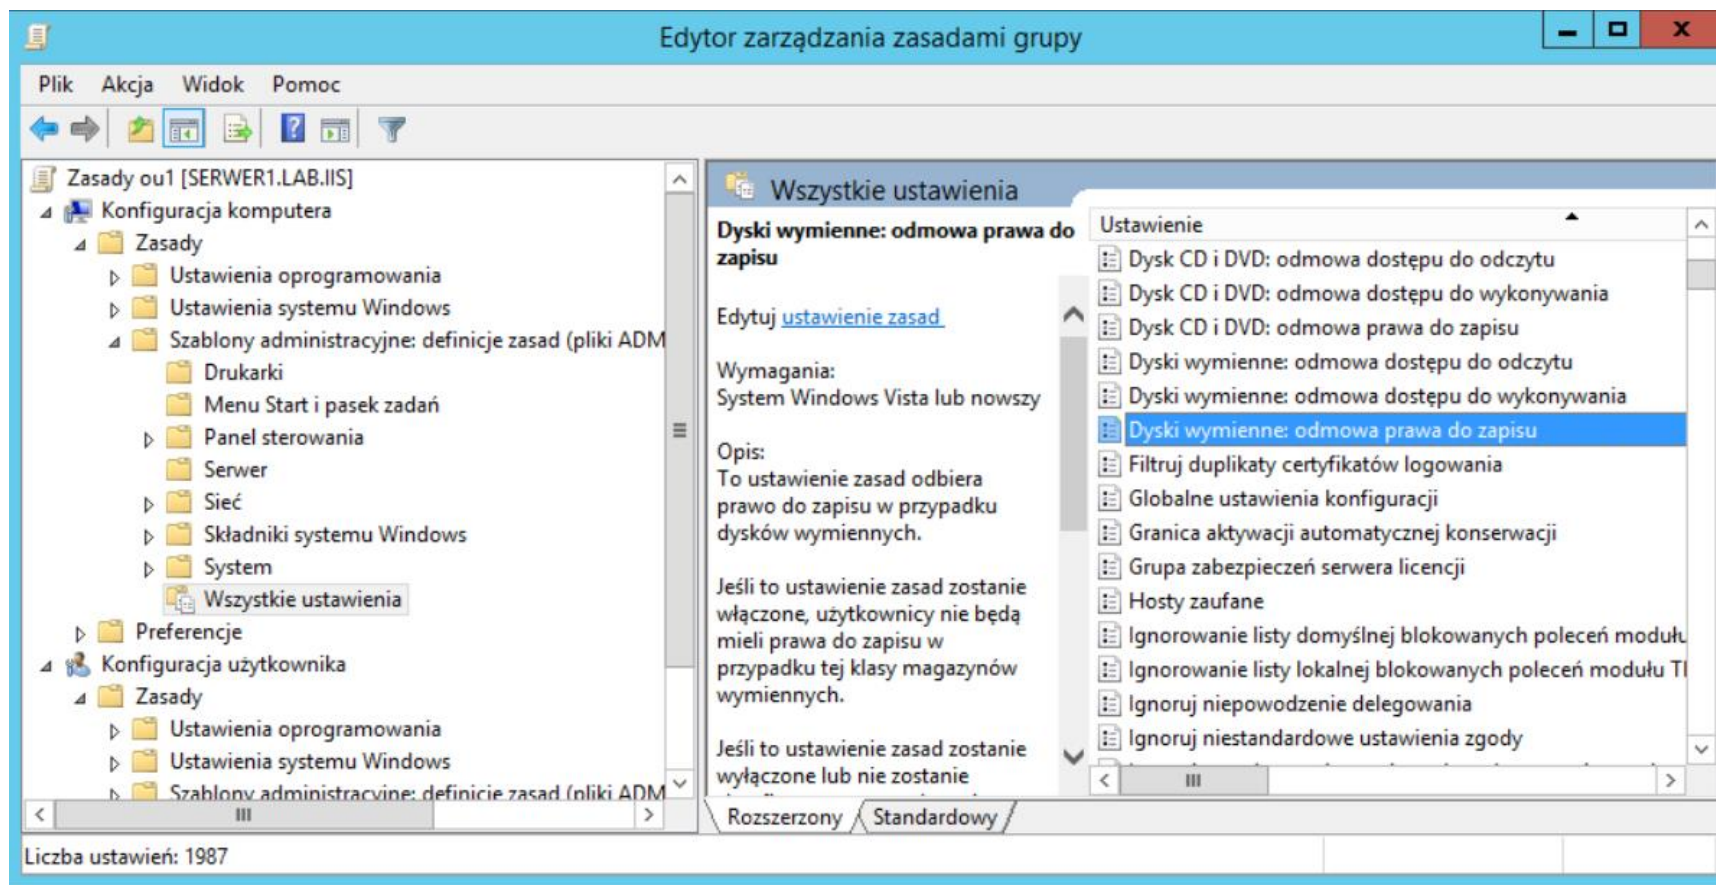 Edytor zarządzania zasadami grupy
Plik Akcja Widok Pomoc
Zasady ou1 [SERWER1.LAB.IIS]
Konfiguracja komputera
Zasady
Ustawienia oprogramowania
Ustawienia systemu Windows
Szablony administracyjne: definicje zasad (pliki ADM
Drukarki
Menu Start i pasek zadań
Panel sterowania
Serwer
Sieć
Składniki systemu Windows
System
Wszystkie ustawienia
Preferencje
Konfiguracja użytkownika
Zasady
Ustawienia oprogramowania
Ustawienia systemu Windows
Szablony administracyjne: definicje zasad (pliki ADM
Wszystkie ustawienia
Dyski wymienne: odmowa prawa do
zapisu
Edytuj ustawienie zasad
Wymagania:
System Windows Vista lub nowszy
Opis:
To ustawienie zasad odbiera
prawo do zapisu w przypadku
dysków wymiennych.
Jeśli to ustawienie zasad zostanie
włączone, użytkownicy nie będą
mieli prawa do zapisu w
przypadku tej klasy magazynów
wymiennych.
Jeśli to ustawienie zasad zostanie
wyłączone lub nie zostanie
Ustawienie
Dysk CD i DVD: odmowa dostępu do odczytu
Dysk CD i DVD: odmowa dostępu do wykonywania
Dysk CD i DVD: odmowa prawa do zapisu
Dyski wymienne: odmowa dostępu do odczytu
Dyski wymienne: odmowa dostępu do wykonywania
Dyski wymienne: odmowa prawa do zapisu
Filtruj duplikaty certyfikatów logowania
Globalne ustawienia konfiguracji
Granica aktywacji automatycznej konserwacji
Grupa zabezpieczeń serwera licencji
Hosty zaufane
Ignorowanie listy domyślnej blokowanych poleceń modułu
Ignorowanie listy lokalnej blokowanych poleceń modułu
Ignoruj niepowodzenie delegowania
Ignoruj niestandardowe ustawienia zgody
Rozszerzony Standardowy
Liczba ustawień: 1987